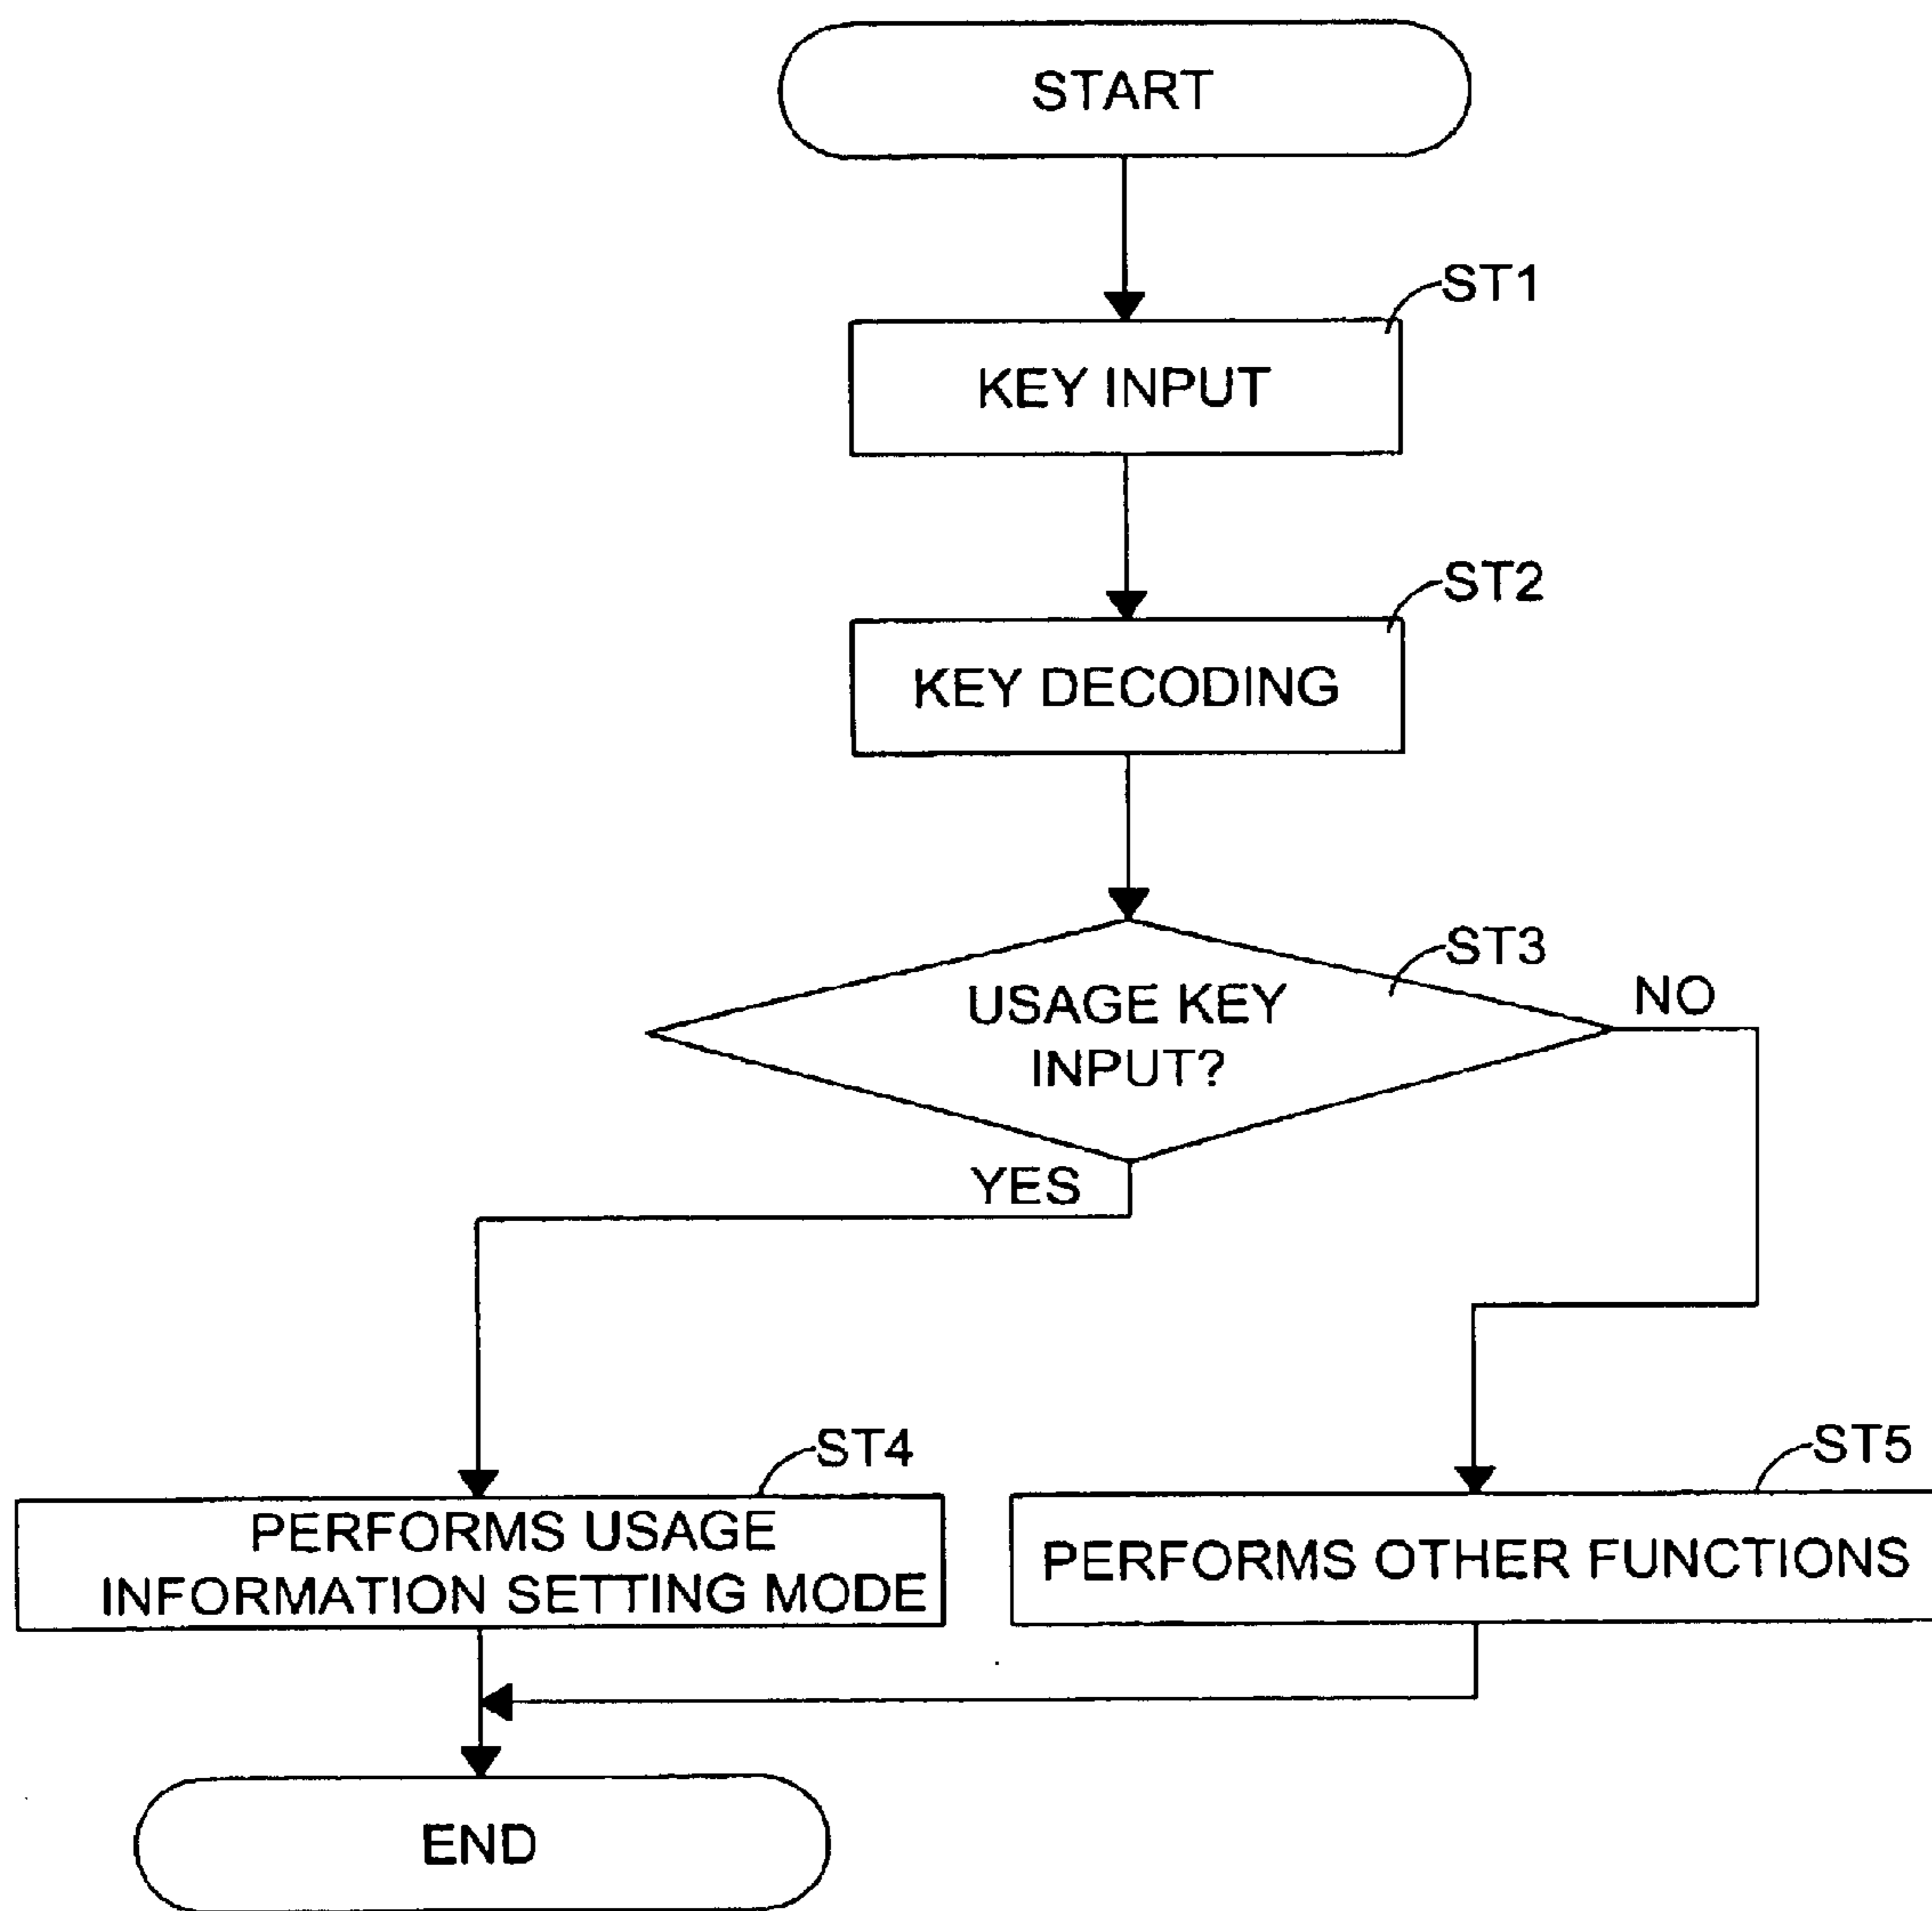 START
ST1
KEY INPUT
ST2
KEY DECODING
ST3
USAGE KEY
INPUT?
NO
YES
ST4
PERFORMS USAGE
INFORMATION SETTING MODE
ST5
PERFORMS OTHER FUNCTIONS
END